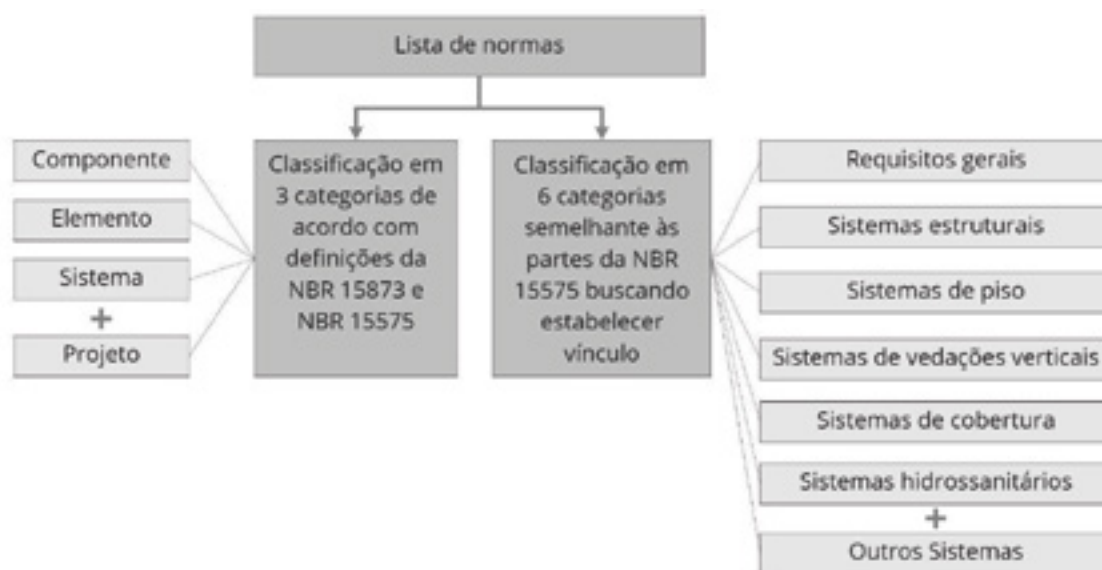 Lista de normas
Componente
Elemento
Sistema
+
Projeto
Classificação em
3 categorias de
acordo com
definições da
NBR 15873 e
NBR 15575
Classificação em
6 categorias
semelhante às
partes da NBR
15575 buscando
estabelecer
vínculo
Requisitos gerais
Sistemas estruturais
Sistemas de piso
Sistemas de vedações verticais
Sistemas de cobertura
Sistemas hidrossanitários
+
Outros Sistemas